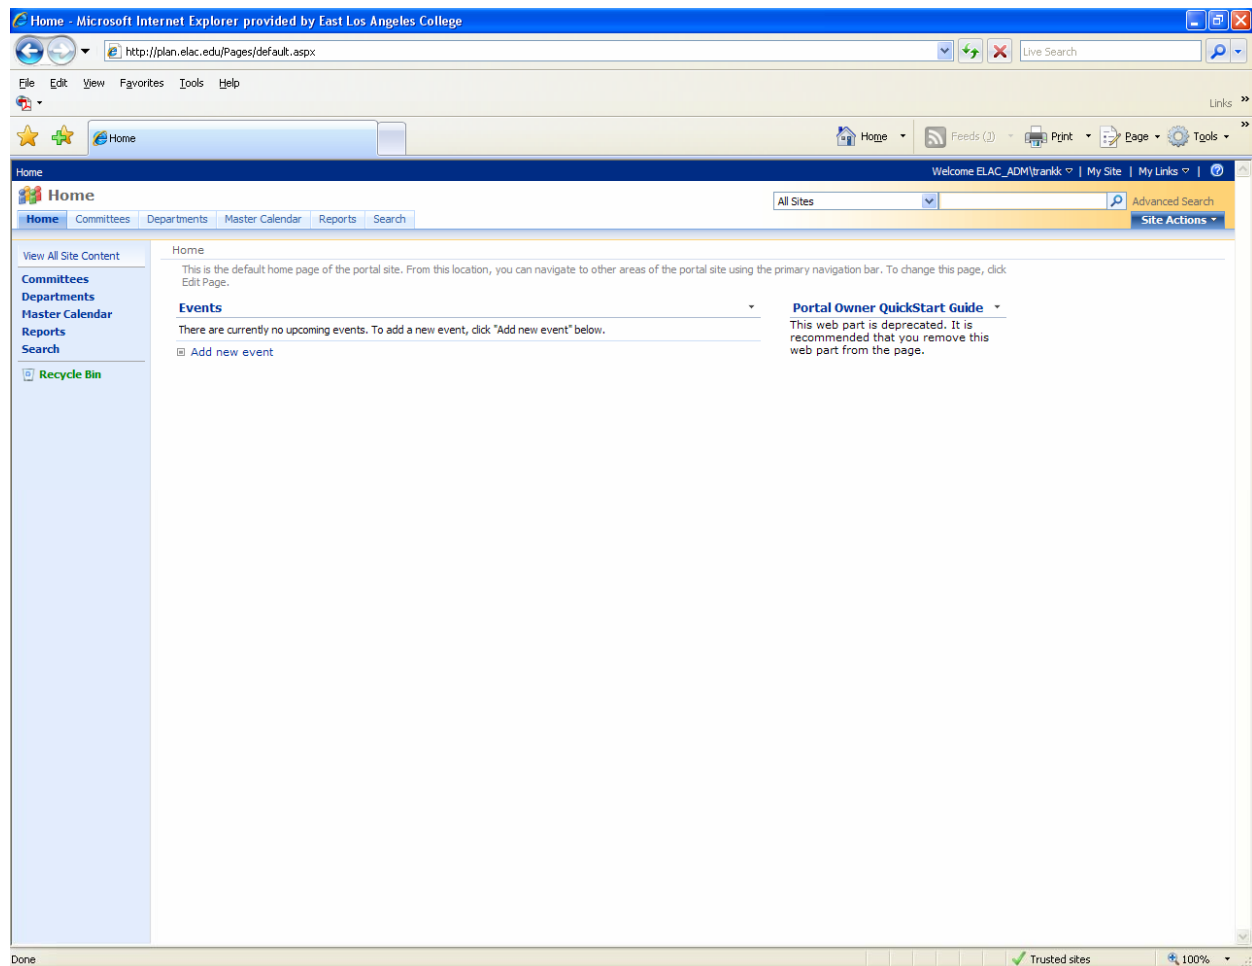 Home - Microsoft Internet Explorer provided by East Los Angeles College
http://plan.elac.edu/Pages/default.aspx
Live Search
File Edit View Favorites Tools Help
Links »
Home
Home Feeds (J) Print Page Tools »
Home
Welcome ELAC_ADM\trankk | My Site | My Links |
Home
All Sites
Advanced Search
Home Committees Departments Master Calendar Reports Search
Site Actions
View All Site Content
Committees
Departments
Master Calendar
Reports
Search
Recycle Bin
Home
This is the default home page of the portal site. From this location, you can navigate to other areas of the portal site using the primary navigation bar. To change this page, click
Edit Page.
Events
There are currently no upcoming events. To add a new event, click "Add new event" below.
Add new event
Portal Owner QuickStart Guide
This web part is deprecated. It is
recommended that you remove this
web part from the page.
Done
Trusted sites
100%